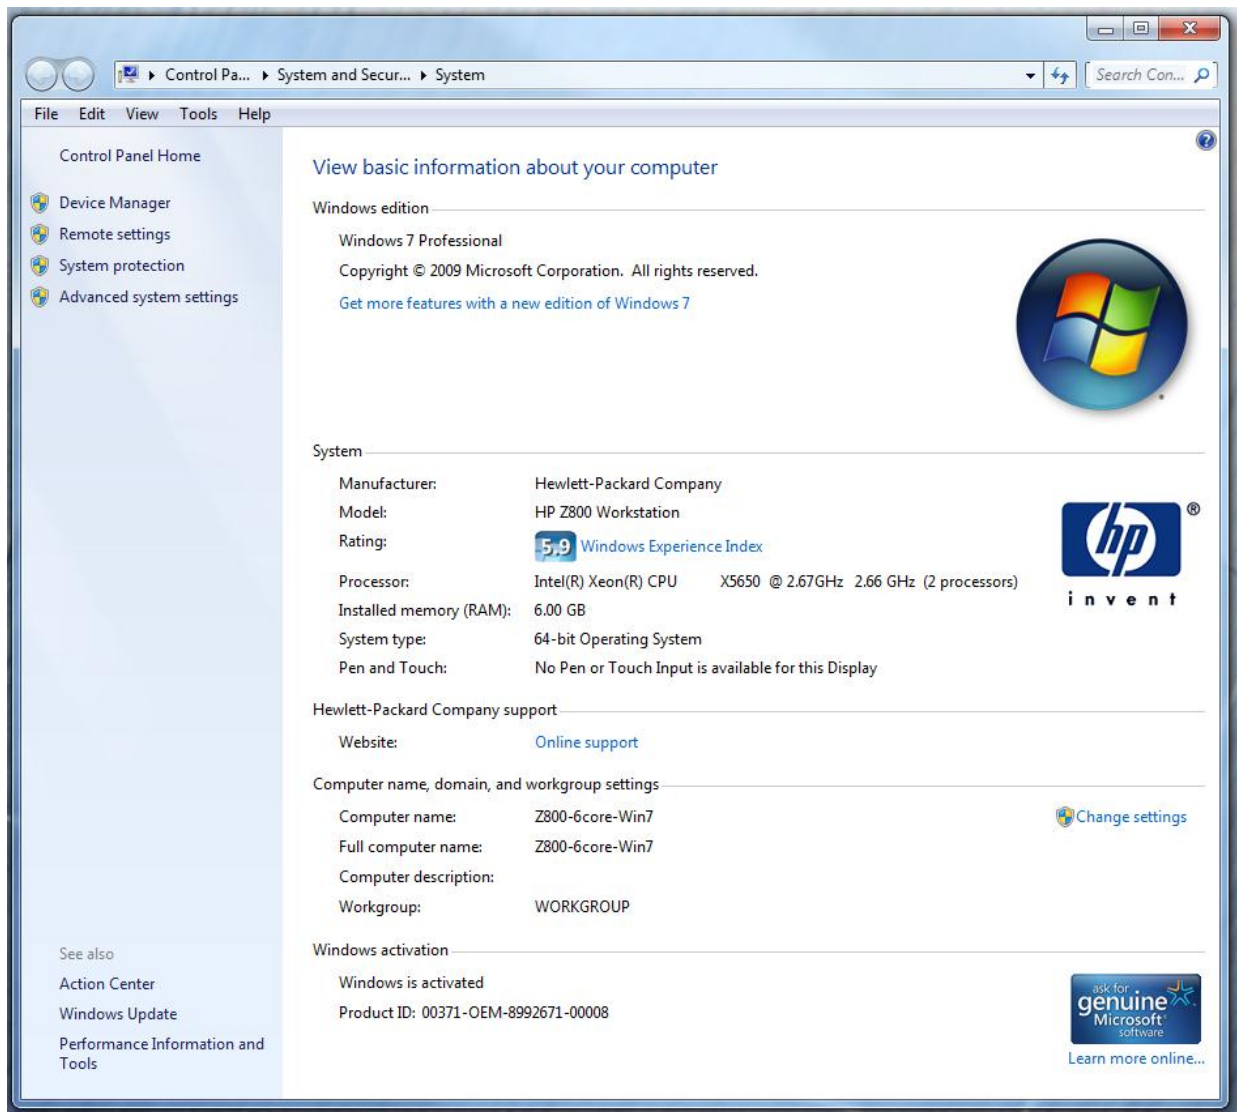 Control Pa... System and Secur... System
Search Con...
File Edit View Tools Help
Control Panel Home
Device Manager
Remote settings
System protection
Advanced system settings
See also
Action Center
Windows Update
Performance Information and
Tools
View basic information about your computer
Windows edition
Windows 7 Professional
Copyright © 2009 Microsoft Corporation. All rights reserved.
Get more features with a new edition of Windows 7
System
Manufacturer: Hewlett-Packard Company
Model: HP Z800 Workstation
Rating: 5.9 Windows Experience Index
Processor: Intel(R) Xeon(R) CPU X5650 @ 2.67GHz 2.66 GHz (2 processors)
Installed memory (RAM): 6.00 GB
System type: 64-bit Operating System
Pen and Touch: No Pen or Touch Input is available for this Display
hp ®
invent
Hewlett-Packard Company support
Website: Online support
Computer name, domain, and workgroup settings
Computer name: Z800-6core-Win7 Change settings
Full computer name: Z800-6core-Win7
Computer description:
Workgroup: WORKGROUP
Windows activation
Windows is activated
Product ID: 00371-OEM-8992671-00008
ask for
genuine
Microsoft
software
Learn more online...